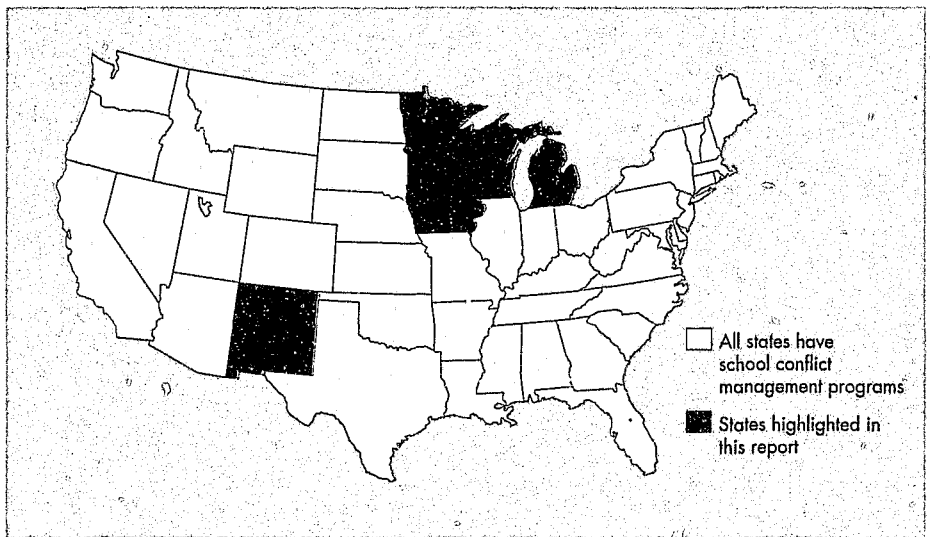 All states have
school conflict
management programs
States highlighted in
this report